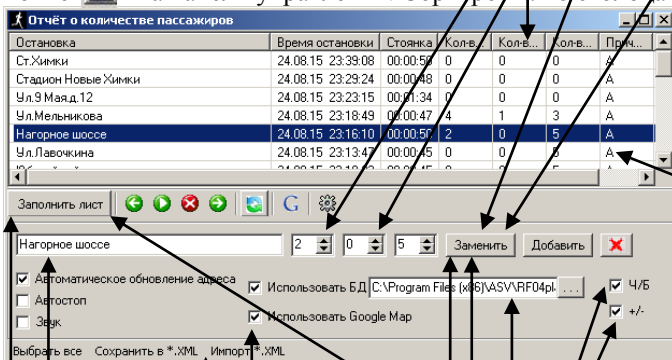 Отчёт о количестве пассажиров
Остановка Время остановки Стоянка Кол-в... Кол-в... Кол-в... Прич...
Ст.Химки 24.08.15 23:39:08 00:00:50 0 0 0 А
Стадион Новые Химки 24.08.15 23:29:24 00:00:48 0 0 0 А
Ул.9 Мая.д.12 24.08.15 23:23:15 00:01:34 0 0 0 А
Ул.Мельникова 24.08.15 23:18:49 00:00:47 4 1 3 А
Нагорное шоссе 24.08.15 23:16:10 00:00:50 2 0 5 А
Ул.Лавочкина 24.08.15 23:13:47 00:00:45 0 0 5 А
Заполнить лист G
Нагорное шоссе 2 0 5 Заменить Добавить
Автоматическое обновление адреса Использовать БД C:\Program Files (x86)\ASV\RF04pl ... Ч/Б
Автостоп Использовать Google Map +/-
Звук
Выбрать все Сохранить в *.XML Импорт *.XML